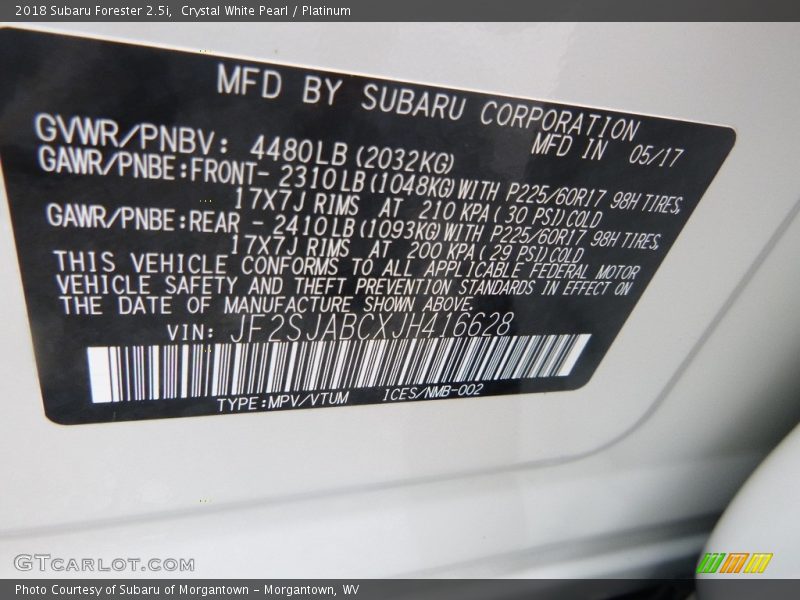 2018 Subaru Forester 2.5i,  Crystal White Pearl / Platinum
MFD BY SUBARU CORPORATION
GVWR/PNBV: 4480LB (2032KG) MFD IN 05/17
GAWR/PNBE:FRONT- 2310LB(1048KG)WITH P225/60R17 98H TIRES,
17X7J RIMS AT 210 KPA( 30 PSI)COLD
GAWR/PNBE:REAR - 2410LB(1093KG)WITH P225/60R17 98H TIRES,
17X7J RIMS AT 200 KPA( 29 PSI)COLD
THIS VEHICLE CONFORMS TO ALL APPLICABLE FEDERAL MOTOR
VEHICLE SAFETY AND THEFT PREVENTION STANDARDS IN EFFECT ON
THE DATE OF MANUFACTURE SHOWN ABOVE.
VIN: JF2SJABCXJH416628
TYPE:MPV/VTUM ICES/NMB-002
GTCARLOT.COM
Photo Courtesy of Subaru of Morgantown - Morgantown, WV